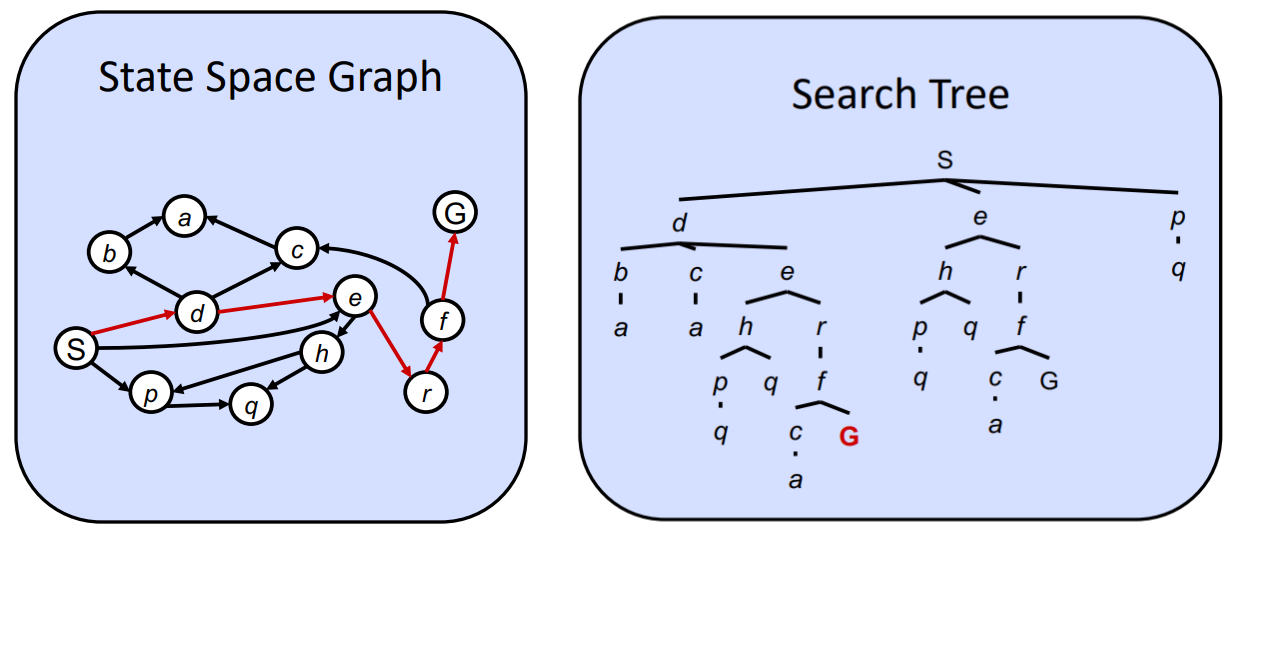 State Space Graph
a
G
b
c
e
d
f
S
h
p
q
r
Search Tree
S
d e p
b c e h r q
a a h r p q f
p q f q c G
q c G a
a